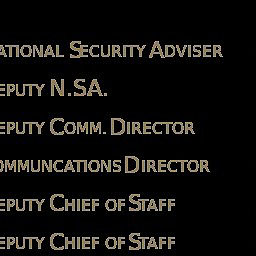 ATIONAL SECURITY ADVISER
EPUTY N.SA.
EPUTY COMM. DIRECTOR
OMMUNCATIONS DIRECTOR
EPUTY CHIEF OF STAFF
EPUTY CHIEF OF STAFF